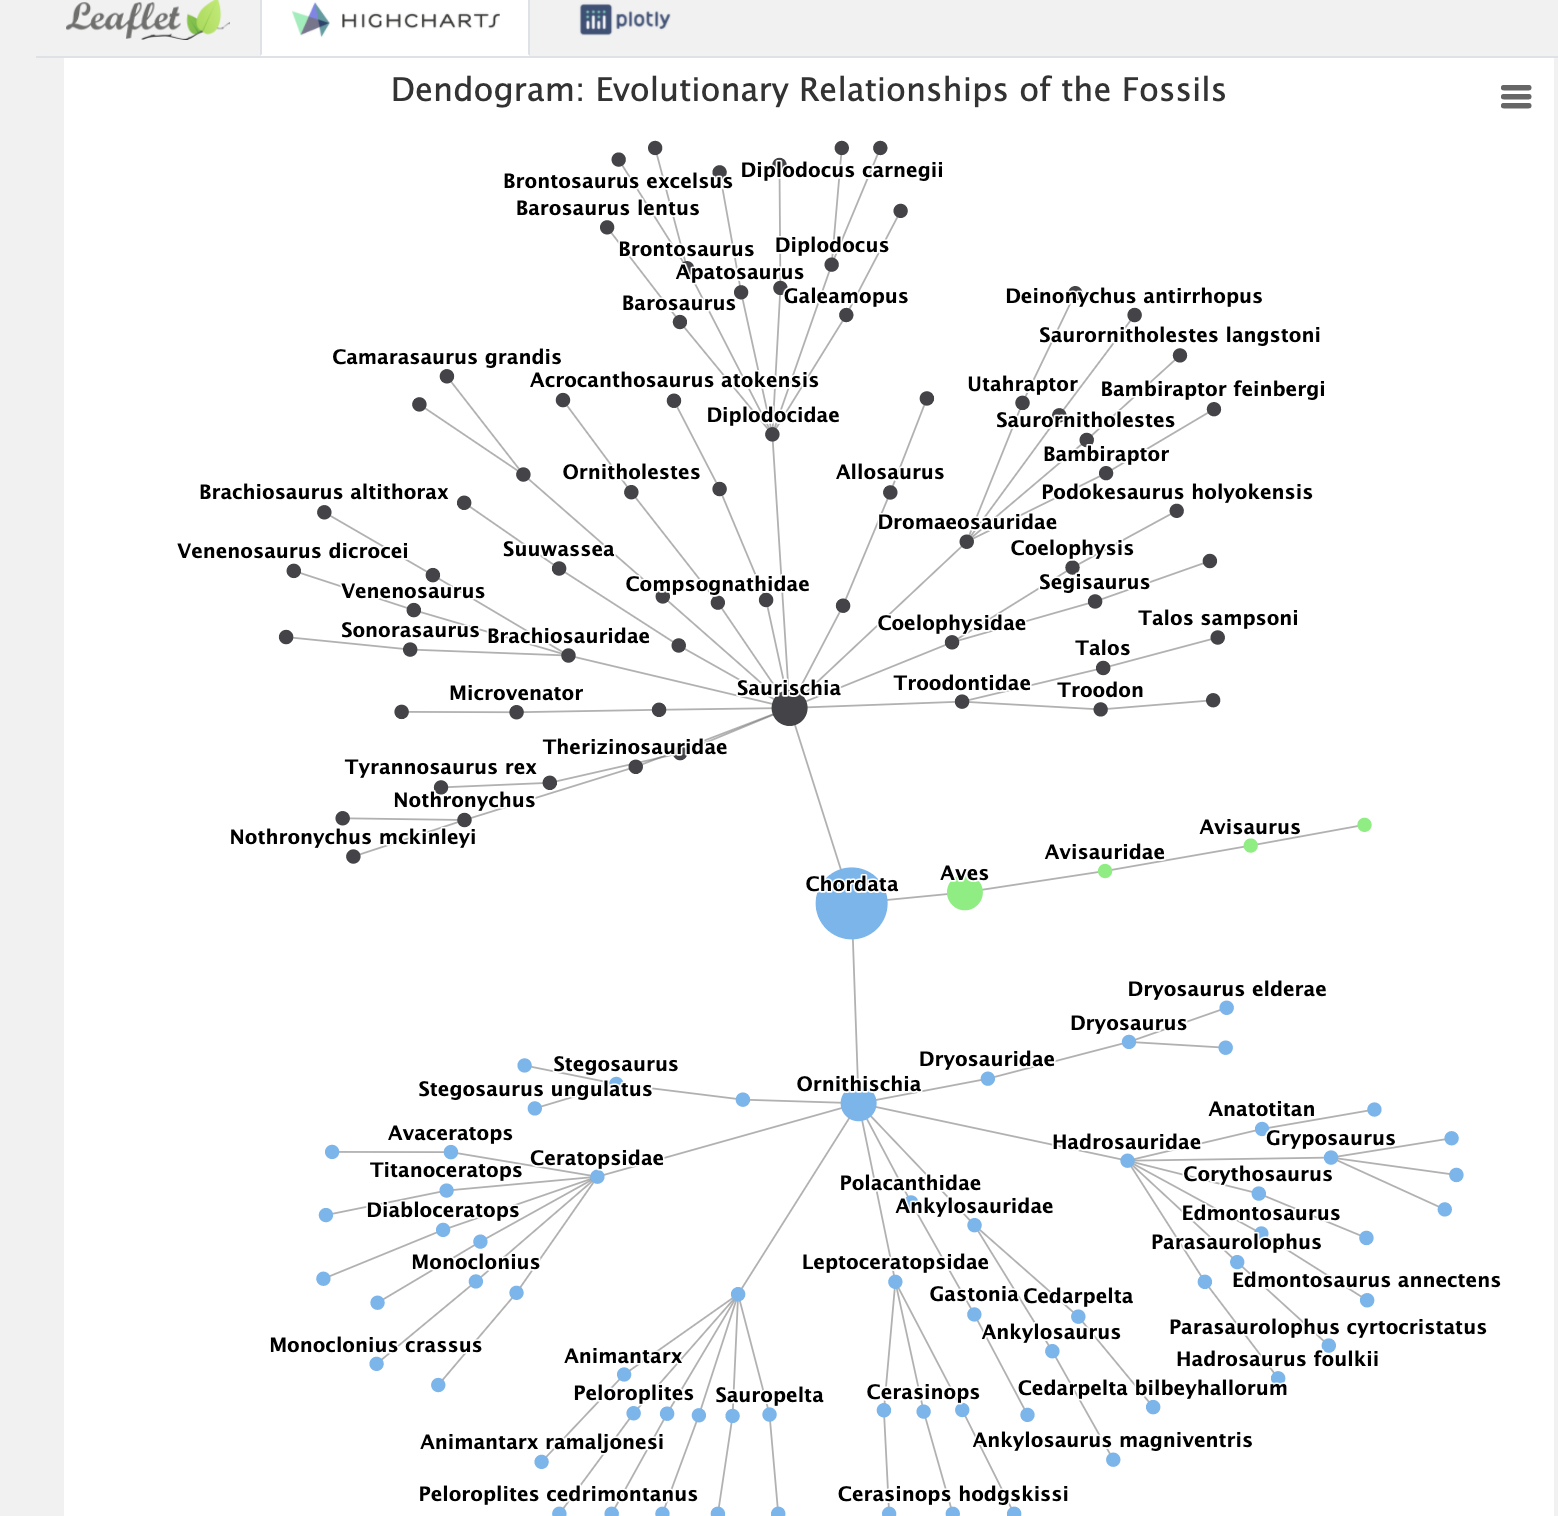 Leaflet
HIGHCHARTS
plotly
Dendogram: Evolutionary Relationships of the Fossils
Diplodocus carnegii
Brontosaurus excelsus
Barosaurus lentus
Brontosaurus
Diplodocus
Apatosaurus
Galeamopus
Barosaurus
Deinonychus antirrhopus
Saurornitholestes langstoni
Camarasaurus grandis
Acrocanthosaurus atokensis
Utahraptor
Bambiraptor feinbergi
Diplodocidae
Saurornitholestes
Bambiraptor
Ornitholestes
Allosaurus
Brachiosaurus altithorax
Podokesaurus holyokensis
Dromaeosauridae
Venenosaurus dicrocei
Suuwassea
Coelophysis
Compsognathidae
Segisaurus
Venenosaurus
Talos sampsoni
Coelophysidae
Sonorasaurus
Brachiosauridae
Talos
Troodontidae
Saurischia
Troodon
Microvenator
Therizinosauridae
Tyrannosaurus rex
Nothronychus
Nothronychus mckinleyi
Avisaurus
Avisauridae
Aves
Chordata
Dryosaurus elderae
Dryosaurus
Dryosauridae
Stegosaurus
Ornithischia
Stegosaurus ungulatus
Anatotitan
Avaceratops
Gryposaurus
Hadrosauridae
Ceratopsidae
Titanoceratops
Corythosaurus
Polacanthidae
Ankylosauridae
Diabloceratops
Edmontosaurus
Parasaurolophus
Monoclonius
Leptoceratopsidae
Edmontosaurus annectens
Gastonia
Cedarpelta
Parasaurolophus cyrtocristatus
Ankylosaurus
Monoclonius crassus
Animantarx
Hadrosaurus foulkii
Cedarpelta bilbeyhallorum
Peloroplites
Sauropelta
Cerasinops
Animantarx ramaljonesi
Ankylosaurus magniventris
Peloroplites cedrimontanus
Cerasinops hodgskissi